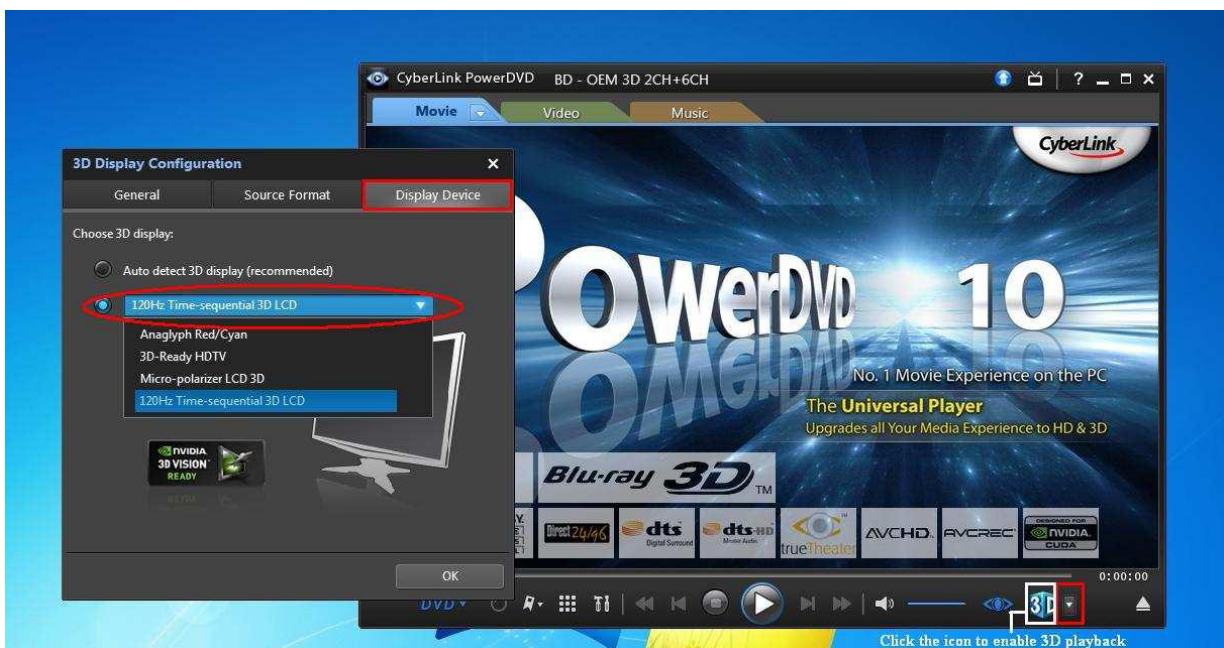 CyberLink PowerDVD BD - OEM 3D 2CH+6CH
?
Movie Video Music
CyberLink
3D Display Configuration
General Source Format Display Device
Choose 3D display:
Auto detect 3D display (recommended)
120Hz Time-sequential 3D LCD
Anaglyph Red/Cyan
3D-Ready HDTV
Micro-polarizer LCD 3D
120Hz Time-sequential 3D LCD
NVIDIA
3D VISION
READY
OK
PowerDVD 10
No. 1 Movie Experience on the PC
The Universal Player
Upgrades all Your Media Experience to HD & 3D
Blu-ray 3D TM
Direct 24/96
dts
Digital Surround
dts-HD
Master Audio
trueTheater
AVCHD
AVCREC
DESIGNED FOR
NVIDIA
CUDA
0:00:00
DVD
3D
Click the icon to enable 3D playback